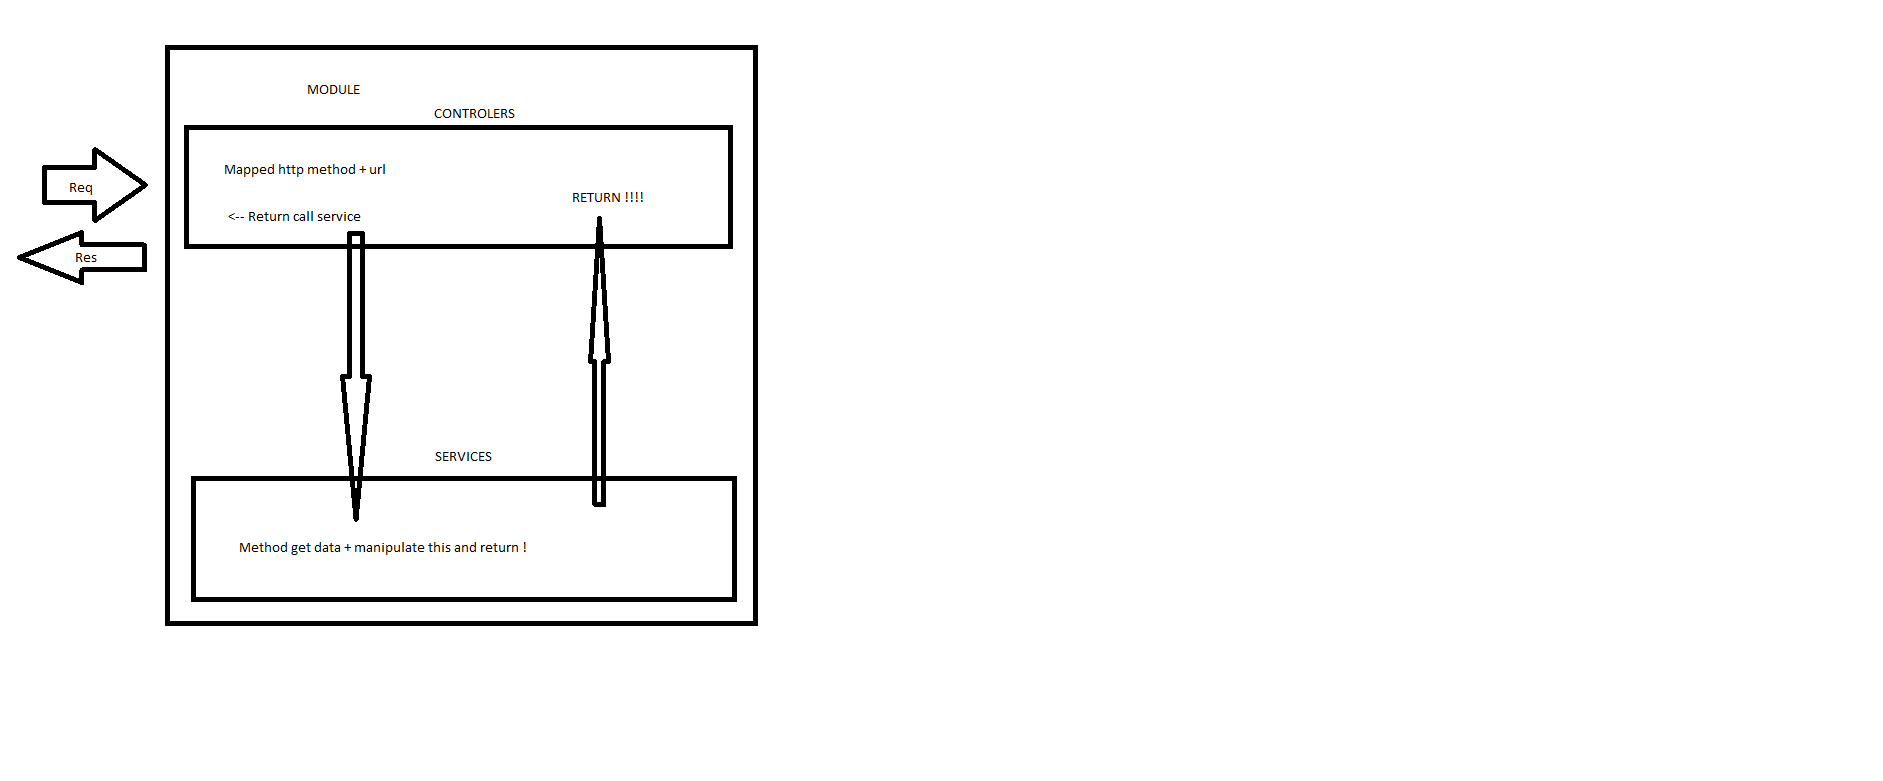 MODULE
CONTROLERS
Mapped http method + url
Req
RETURN !!!!
<-- Return call service
Res
SERVICES
Method get data + manipulate this and return !